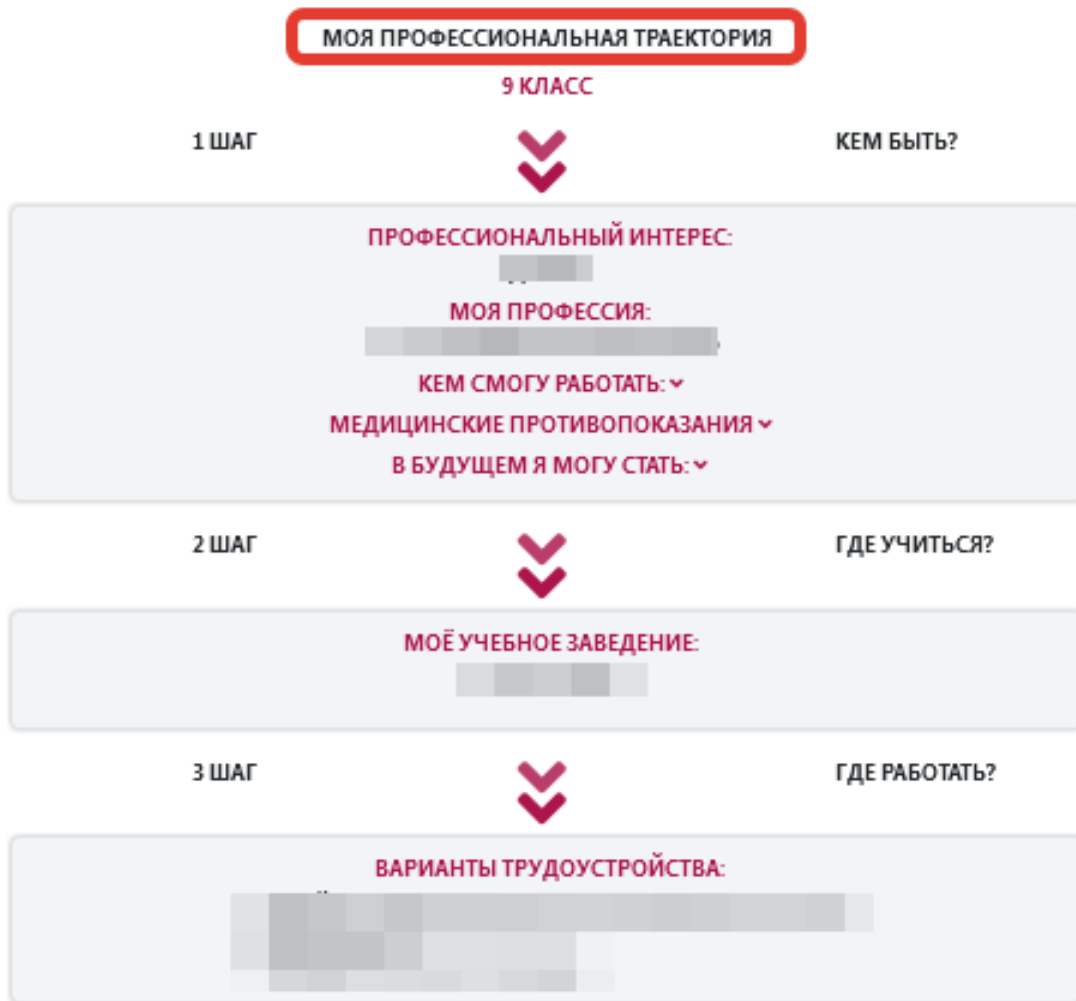 МОЯ ПРОФЕССИОНАЛЬНАЯ ТРАЕКТОРИЯ
9 КЛАСС
1 ШАГ
КЕМ БЫТЬ?
ПРОФЕССИОНАЛЬНЫЙ ИНТЕРЕС:
МОЯ ПРОФЕССИЯ:
КЕМ СМОГУ РАБОТАТЬ:
МЕДИЦИНСКИЕ ПРОТИВОПОКАЗАНИЯ
В БУДУЩЕМ Я МОГУ СТАТЬ:
2 ШАГ
ГДЕ УЧИТЬСЯ?
МОЁ УЧЕБНОЕ ЗАВЕДЕНИЕ:
3 ШАГ
ГДЕ РАБОТАТЬ?
ВАРИАНТЫ ТРУДОУСТРОЙСТВА: